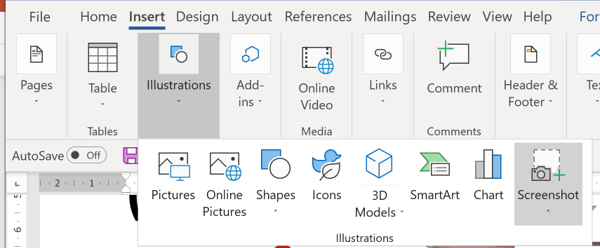 File Home Insert Design Layout References Mailings Review View Help For
Pages Table Illustrations Add-ins Online Video Links Comment Header & Footer Tex
Tables Media Comments
AutoSave Off
Pictures Online Pictures Shapes Icons 3D Models SmartArt Chart Screenshot
2 1
Illustrations